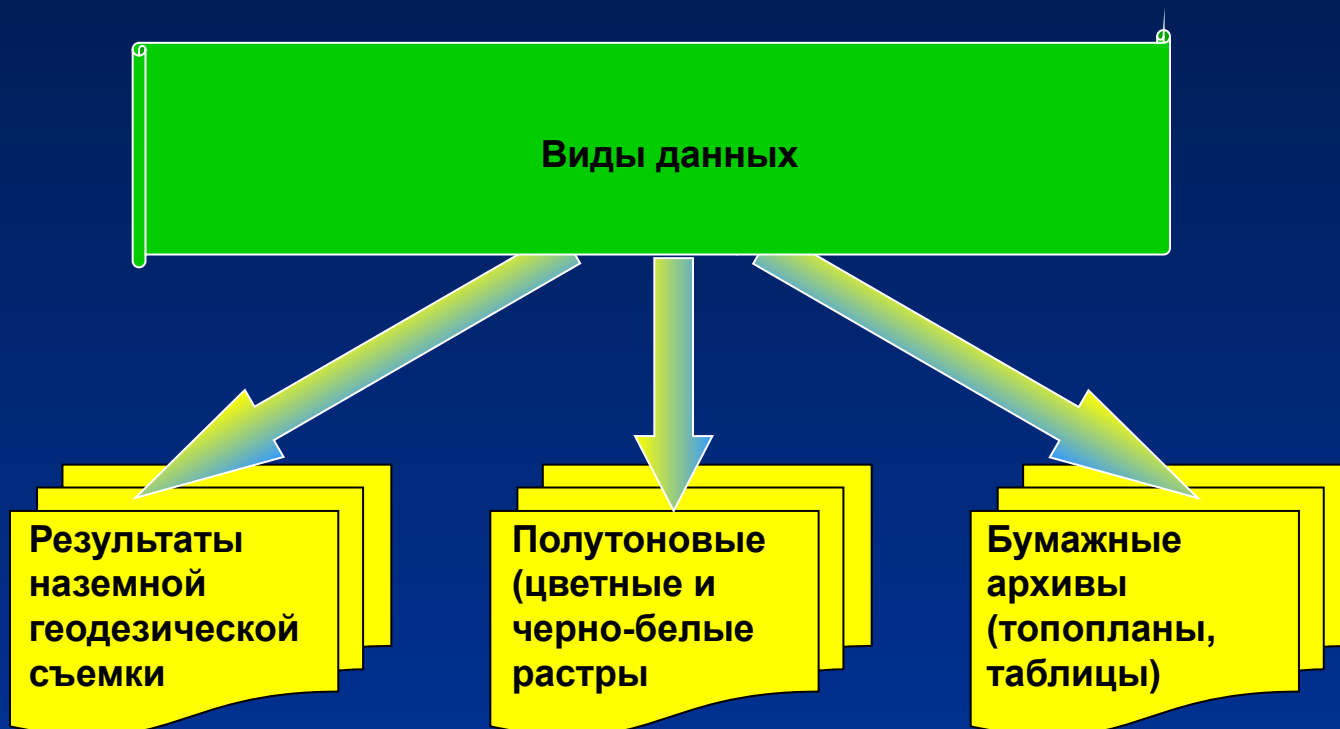 Виды данных
Результаты
наземной
геодезической
съемки
Полутоновые
(цветные и
черно-белые
растры
Бумажные
архивы
(топопланы,
таблицы)